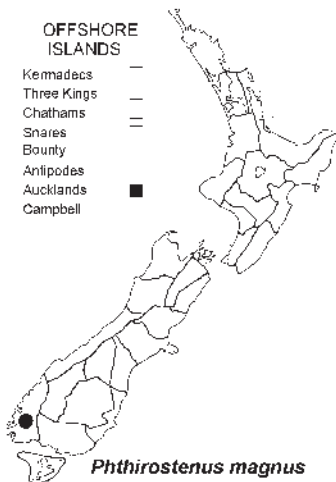 OFFSHORE
ISLANDS
Kermadecs
Three Kings
Chathams
Snares
Bounty
Antipodes
Aucklands
Campbell
Phthirostenus magnus